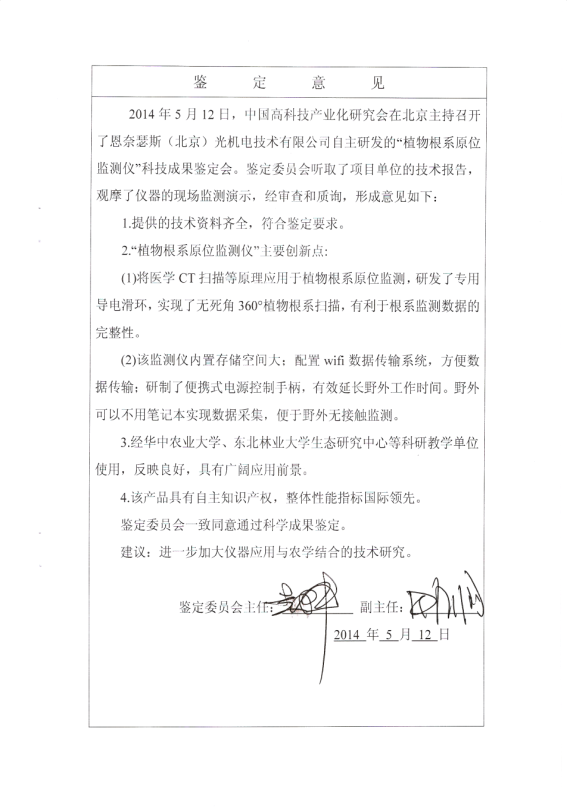 鉴 定 意 见
2014 年 5 月 12 日，中国高科技产业化研究会在北京主持召开
了恩奈瑟斯（北京）光机电技术有限公司自主研发的“植物根系原位
监测仪”科技成果鉴定会。鉴定委员会听取了项目单位的技术报告，
观摩了仪器的现场监测演示，经审查和质询，形成意见如下：
1.提供的技术资料齐全，符合鉴定要求。
2.“植物根系原位监测仪”主要创新点:
(1)将医学 CT 扫描等原理应用于植物根系原位监测，研发了专用
导电滑环，实现了无死角 360°植物根系扫描，有利于根系监测数据的
完整性。
(2)该监测仪内置存储空间大；配置 wifi 数据传输系统，方便数
据传输；研制了便携式电源控制手柄，有效延长野外工作时间。野外
可以不用笔记本实现数据采集，便于野外无接触监测。
3.经华中农业大学、东北林业大学生态研究中心等科研教学单位
使用，反映良好，具有广阔应用前景。
4.该产品具有自主知识产权，整体性能指标国际领先。
鉴定委员会一致同意通过科学成果鉴定。
建议：进一步加大仪器应用与农学结合的技术研究。
鉴定委员会主任： 副主任：
2014 年 5 月 12 日